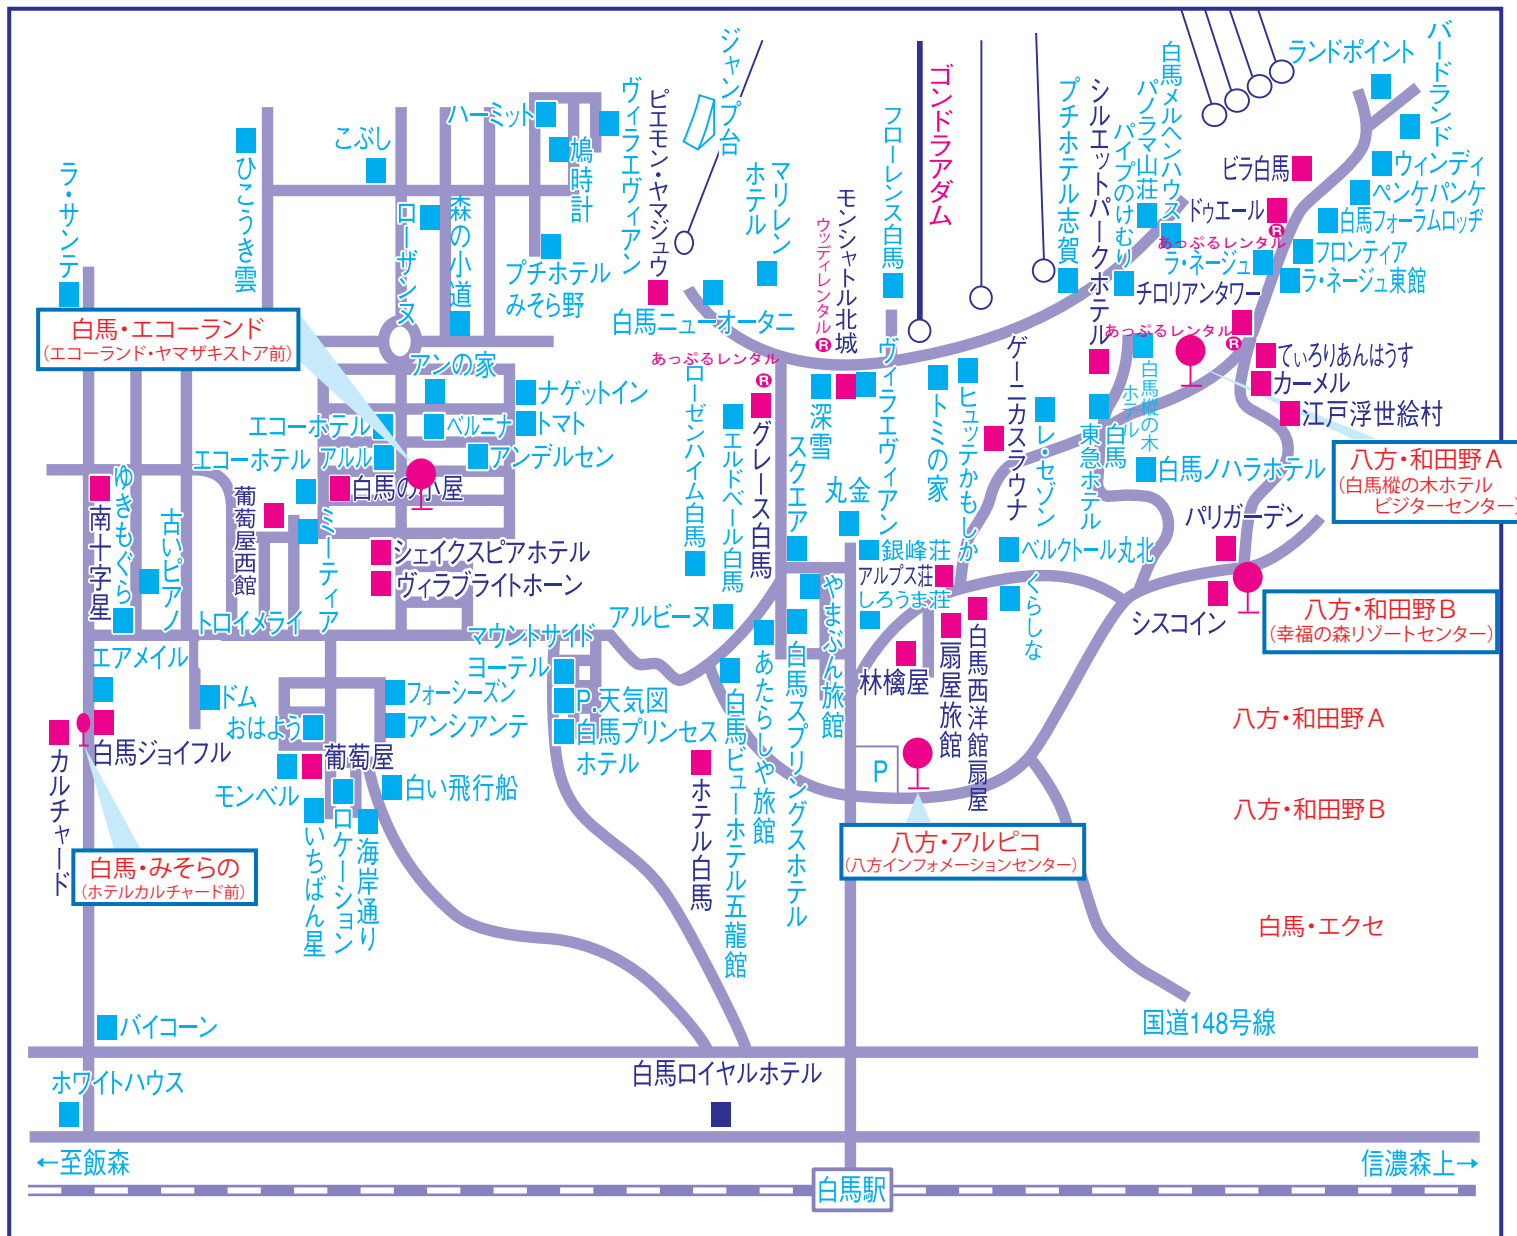 ジャンプ台
バードランド
ランドポイント
ゴンドラアダム
白馬メルヘンハウス
パノラマ山荘
パイプのけむり
シルエットパークホテル
プチホテル志賀
フローレンス白馬
ヴィラエヴィアン
ピエモン・ヤマジュウ
ハーミット
鳩時計
こぶし
ひこうき雲
ラ・サンテ
ローザンヌ
森の小道
プチホテル
みそら野
マリレン
ホテル
モンシャトル北城
ウッディレンタル
R
白馬ニューオータニ
ビラ白馬
ウィンディ
ペンケパンケ
ドゥエール
R
白馬フォーラムロッヂ
あっぷるレンタル
フロンティア
ラ・ネージュ
ラ・ネージュ東館
チロリアンタワー
あっぷるレンタル
R
てぃろりあんはうす
カーメル
江戸浮世絵村
白馬・エコーランド
（エコーランド・ヤマザキストア前）
アンの家
ナゲットイン
エコーホテル
ベルニナ
トマト
エコーホテル アルル
アンデルセン
白馬の小屋
あっぷるレンタル
R
ローゼンハイム白馬
エルドベール白馬
グレース白馬
スクエア
深雪
ヴィラエヴィアン
トミの家
ヒュッテかもしか
ゲーニカスラウナ
レ・セゾン
白馬
東急ホテル
白馬樅の木
ホテル
白馬ノハラホテル
八方・和田野A
（白馬樅の木ホテル
ビジターセンター）
パリガーデン
丸金
銀峰荘
アルプス荘
しろうま荘
ベルクトール丸北
くらしな
シスコイン
八方・和田野B
（幸福の森リゾートセンター）
ゆきもぐら
南十字星
古いピアノ
葡萄屋西館
ミーティア
シェイクスピアホテル
ヴィラブライトホーン
トロイメライ
エアメイル
マウントサイド
ヨーテル
アルビーヌ
やまぶん旅館
あたらしや旅館
白馬スプリングスホテル
白馬ビューホテル五龍館
林檎屋
扇屋旅館
白馬西洋館扇屋
ドム
おはよう
フォーシーズン
アンシアンテ
P.天気図
白馬プリンセス
ホテル
葡萄屋
白馬ジョイフル
カルチャード
モンベル
白い飛行船
いちばん星
ロケーション
海岸通り
ホテル白馬
P
八方・アルピコ
（八方インフォメーションセンター）
白馬・みそらの
（ホテルカルチャード前）
八方・和田野A
八方・和田野B
白馬・エクセ
国道148号線
バイコーン
ホワイトハウス
白馬ロイヤルホテル
←至飯森
信濃森上→
白馬駅